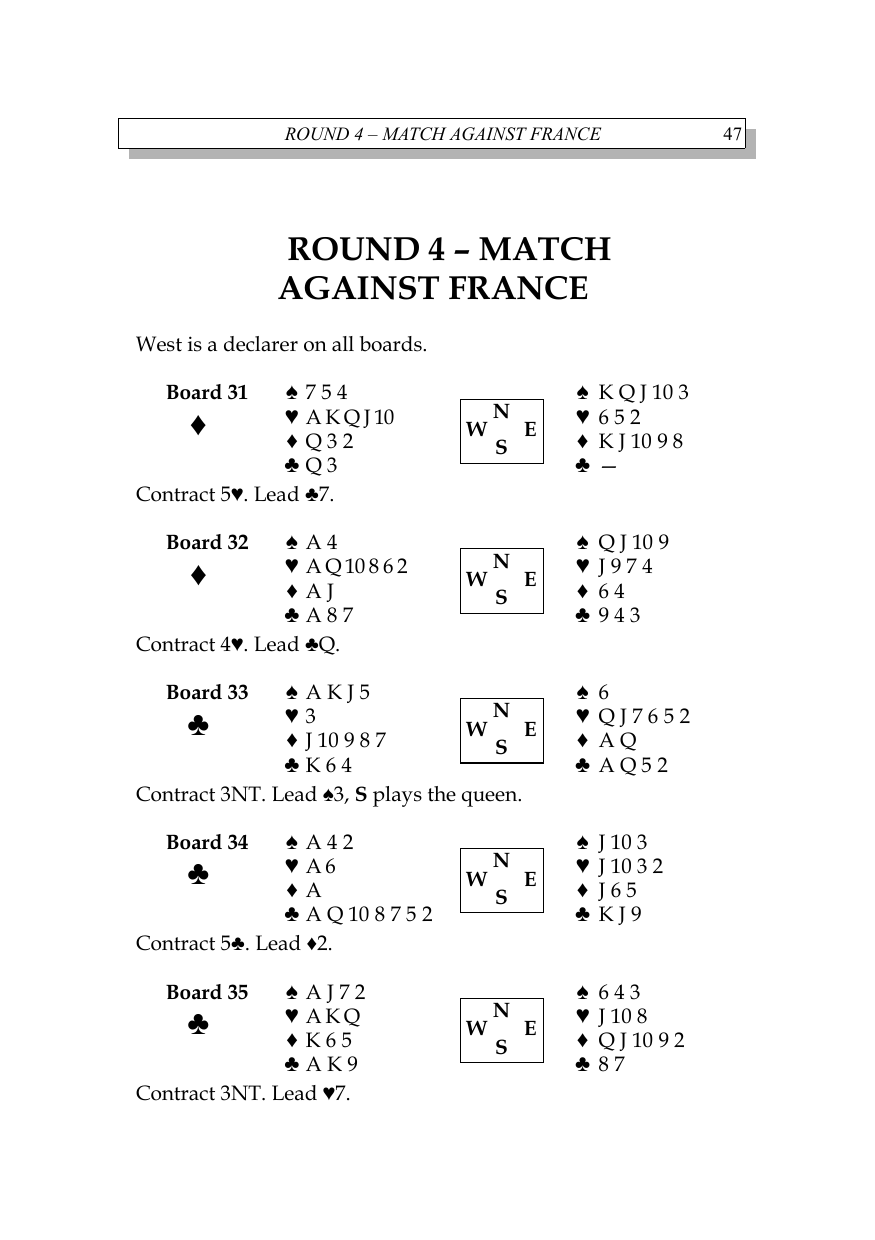 ROUND 4 – MATCH AGAINST FRANCE 47
ROUND 4 – MATCH
AGAINST FRANCE
West is a declarer on all boards.
Board 31 ♠ 7 5 4 N ♠ K Q J 10 3
♦ ♥ A K Q J 10 W E ♥ 6 5 2
♦ Q 3 2 S ♦ K J 10 9 8
♣ Q 3 ♣ —
Contract 5♥. Lead ♣7.
Board 32 ♠ A 4 N ♠ Q J 10 9
♦ ♥ A Q 10 8 6 2 W E ♥ J 9 7 4
♦ A J S ♦ 6 4
♣ A 8 7 ♣ 9 4 3
Contract 4♥. Lead ♣Q.
Board 33 ♠ A K J 5 N ♠ 6
♣ ♥ 3 W E ♥ Q J 7 6 5 2
♦ J 10 9 8 7 S ♦ A Q
♣ K 6 4 ♣ A Q 5 2
Contract 3NT. Lead ♠3, S plays the queen.
Board 34 ♠ A 4 2 N ♠ J 10 3
♣ ♥ A 6 W E ♥ J 10 3 2
♦ A S ♦ J 6 5
♣ A Q 10 8 7 5 2 ♣ K J 9
Contract 5♣. Lead ♦2.
Board 35 ♠ A J 7 2 N ♠ 6 4 3
♣ ♥ A K Q W E ♥ J 10 8
♦ K 6 5 S ♦ Q J 10 9 2
♣ A K 9 ♣ 8 7
Contract 3NT. Lead ♥7.